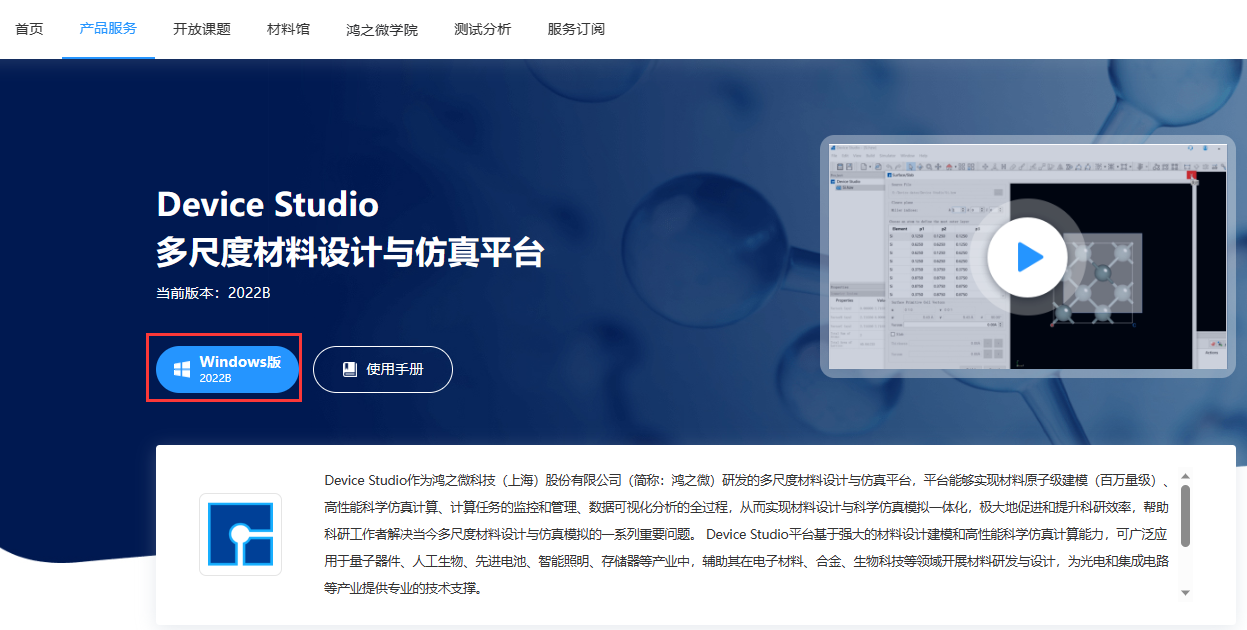 首页 产品服务 开放课题 材料馆 鸿之微学院 测试分析 服务订阅
Device Studio
多尺度材料设计与仿真平台
当前版本：2022B
Windows版
2022B
使用手册
Device Studio作为鸿之微科技（上海）股份有限公司（简称：鸿之微）研发的多尺度材料设计与仿真平台，平台能够实现材料原子级建模（百万量级）、
高性能科学仿真计算、计算任务的监控和管理、数据可视化分析的全过程，从而实现材料设计与科学仿真模拟一体化，极大地促进和提升科研效率，帮助
科研工作者解决当今多尺度材料设计与仿真模拟的一系列重要问题。 Device Studio平台基于强大的材料设计建模和高性能科学仿真计算能力，可广泛应
用于量子器件、人工生物、先进电池、智能照明、存储器等产业中，辅助其在电子材料、合金、生物科技等领域开展材料研发与设计，为光电和集成电路
等产业提供专业的技术支撑。